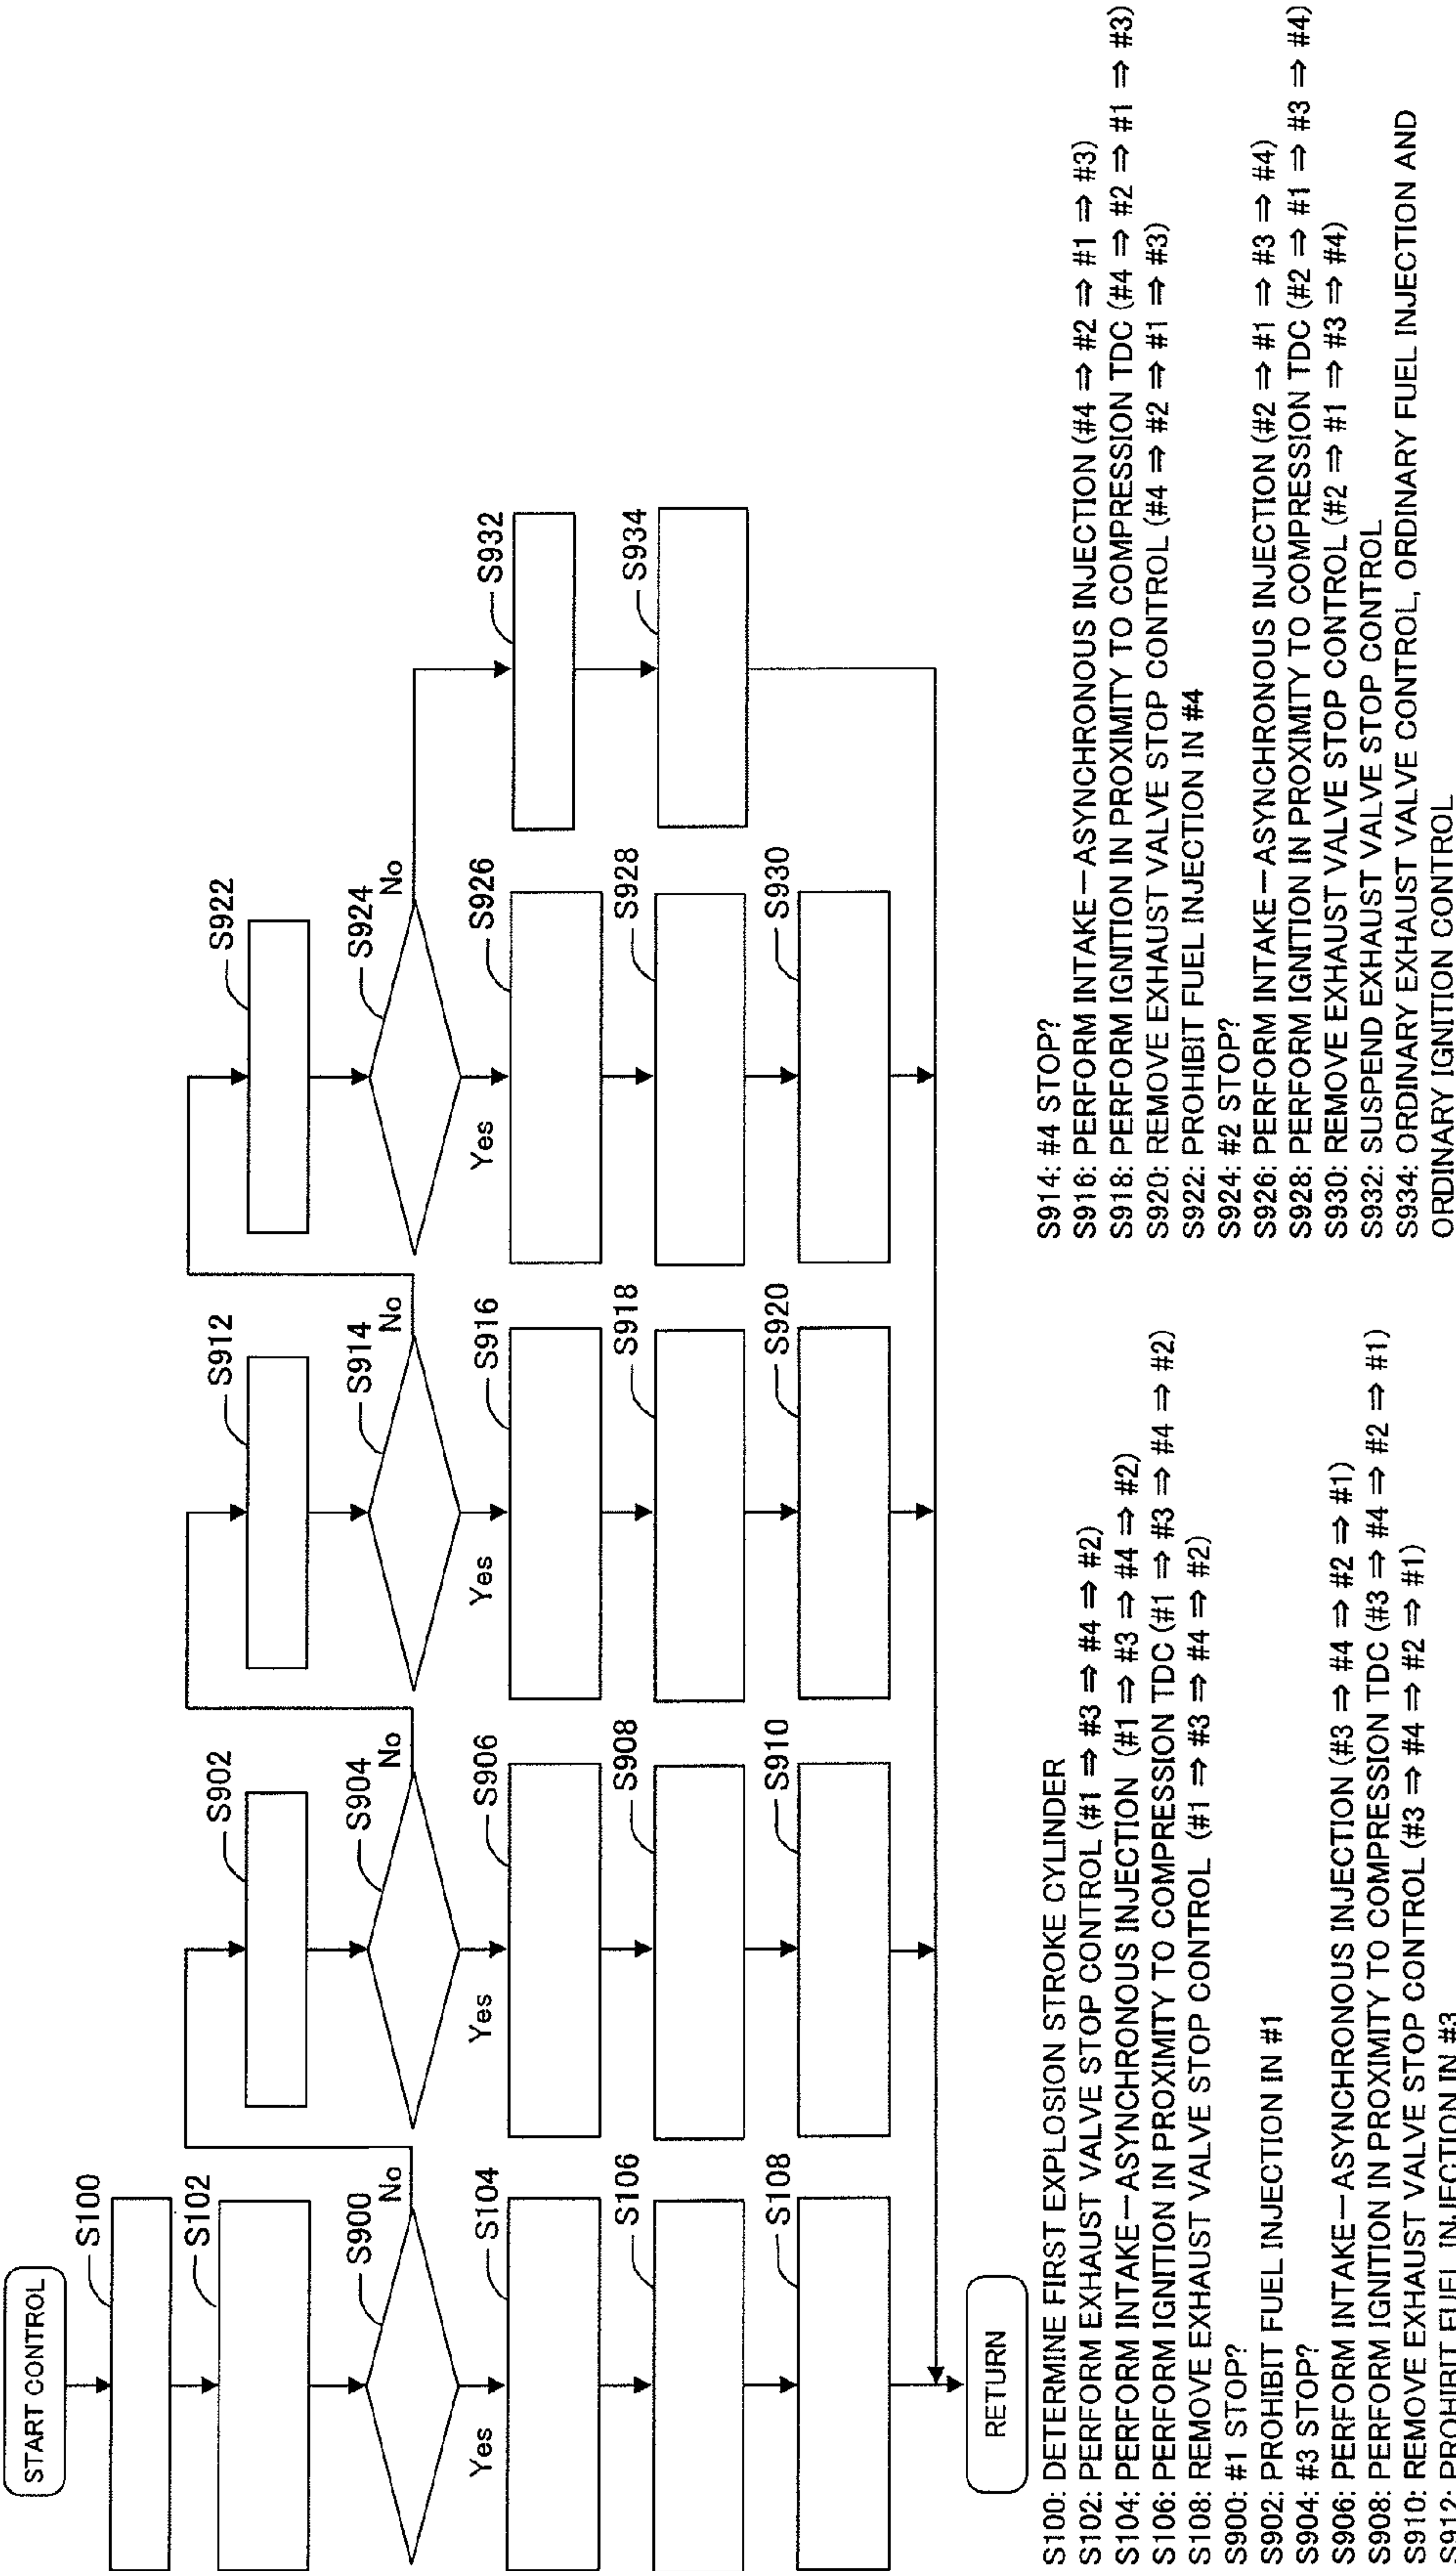 START CONTROL
S100
S102
S900
No
Yes
S104
S106
S108
S902
S904
No
Yes
S906
S908
S910
S912
S914
No
Yes
S916
S918
S920
S922
S924
No
Yes
S926
S928
S930
S932
S934
RETURN
S100: DETERMINE FIRST EXPLOSION STROKE CYLINDER
S102: PERFORM EXHAUST VALVE STOP CONTROL (#1 ⇒ #3 ⇒ #4 ⇒ #2)
S104: PERFORM INTAKE—ASYNCHRONOUS INJECTION (#1 ⇒ #3 ⇒ #4 ⇒ #2)
S106: PERFORM IGNITION IN PROXIMITY TO COMPRESSION TDC (#1 ⇒ #3 ⇒ #4 ⇒ #2)
S108: REMOVE EXHAUST VALVE STOP CONTROL (#1 ⇒ #3 ⇒ #4 ⇒ #2)
S900: #1 STOP?
S902: PROHIBIT FUEL INJECTION IN #1
S904: #3 STOP?
S906: PERFORM INTAKE—ASYNCHRONOUS INJECTION (#3 ⇒ #4 ⇒ #2 ⇒ #1)
S908: PERFORM IGNITION IN PROXIMITY TO COMPRESSION TDC (#3 ⇒ #4 ⇒ #2 ⇒ #1)
S910: REMOVE EXHAUST VALVE STOP CONTROL (#3 ⇒ #4 ⇒ #2 ⇒ #1)
S912: PROHIBIT FUEL INJECTION IN #3
S914: #4 STOP?
S916: PERFORM INTAKE—ASYNCHRONOUS INJECTION (#4 ⇒ #2 ⇒ #1 ⇒ #3)
S918: PERFORM IGNITION IN PROXIMITY TO COMPRESSION TDC (#4 ⇒ #2 ⇒ #1 ⇒ #3)
S920: REMOVE EXHAUST VALVE STOP CONTROL (#4 ⇒ #2 ⇒ #1 ⇒ #3)
S922: PROHIBIT FUEL INJECTION IN #4
S924: #2 STOP?
S926: PERFORM INTAKE—ASYNCHRONOUS INJECTION (#2 ⇒ #1 ⇒ #3 ⇒ #4)
S928: PERFORM IGNITION IN PROXIMITY TO COMPRESSION TDC (#2 ⇒ #1 ⇒ #3 ⇒ #4)
S930: REMOVE EXHAUST VALVE STOP CONTROL (#2 ⇒ #1 ⇒ #3 ⇒ #4)
S932: SUSPEND EXHAUST VALVE STOP CONTROL
S934: ORDINARY EXHAUST VALVE CONTROL, ORDINARY FUEL INJECTION AND
ORDINARY IGNITION CONTROL